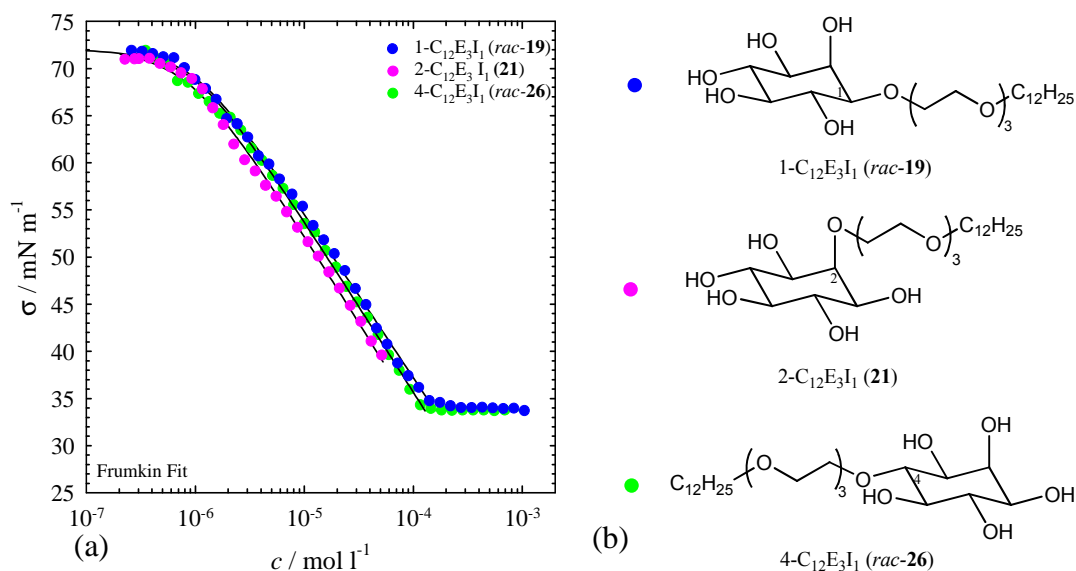 75
70
65
60
55
50
45
40
35
30
25
σ / mN m⁻¹
1-C₁₂E₃I₁ (rac-19)
2-C₁₂E₃ I₁ (21)
4-C₁₂E₃I₁ (rac-26)
Frumkin Fit
10⁻⁷ 10⁻⁶ 10⁻⁵ 10⁻⁴ 10⁻³
(a)
c / mol l⁻¹
HO OH
HO
HO 1 O O C₁₂H₂₅
OH 3
1-C₁₂E₃I₁ (rac-19)
O O C₁₂H₂₅
HO 3
HO 2
HO OH
OH
2-C₁₂E₃I₁ (21)
OH
HO
C₁₂H₂₅ O O 4
3 HO OH
OH
4-C₁₂E₃I₁ (rac-26)
(b)